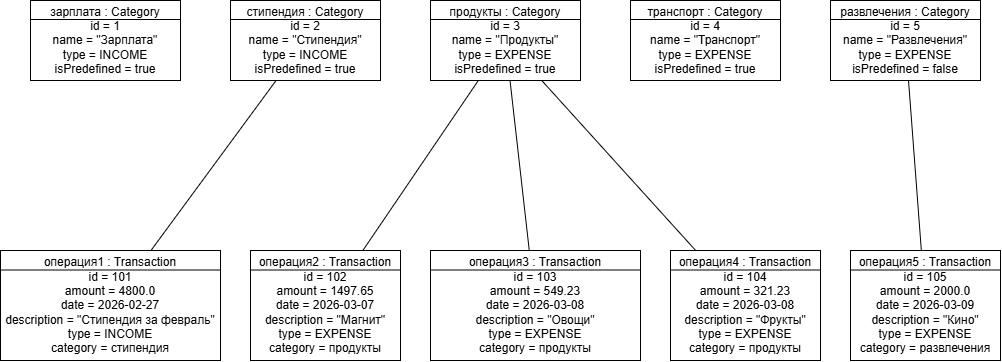 зарплата : Category
id = 1
name = "Зарплата"
type = INCOME
isPredefined = true
стипендия : Category
id = 2
name = "Стипендия"
type = INCOME
isPredefined = true
продукты : Category
id = 3
name = "Продукты"
type = EXPENSE
isPredefined = true
транспорт : Category
id = 4
name = "Транспорт"
type = EXPENSE
isPredefined = true
развлечения : Category
id = 5
name = "Развлечения"
type = EXPENSE
isPredefined = false
операция1 : Transaction
id = 101
amount = 4800.0
date = 2026-02-27
description = "Стипендия за февраль"
type = INCOME
category = стипендия
операция2 : Transaction
id = 102
amount = 1497.65
date = 2026-03-07
description = "Магнит"
type = EXPENSE
category = продукты
операция3 : Transaction
id = 103
amount = 549.23
date = 2026-03-08
description = "Овощи"
type = EXPENSE
category = продукты
операция4 : Transaction
id = 104
amount = 321.23
date = 2026-03-08
description = "Фрукты"
type = EXPENSE
category = продукты
операция5 : Transaction
id = 105
amount = 2000.0
date = 2026-03-09
description = "Кино"
type = EXPENSE
category = развлечения